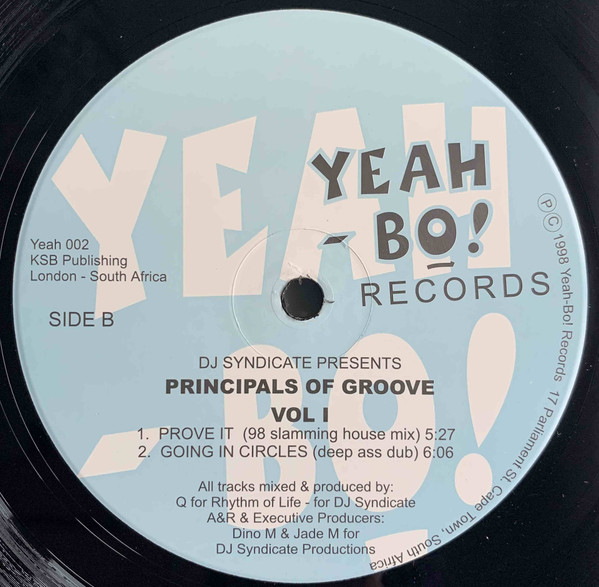 YEAH
- BO!
YEAH
- BO!
RECORDS
Yeah 002
KSB Publishing
London - South Africa
SIDE B
DJ SYNDICATE PRESENTS
PRINCIPALS OF GROOVE
VOL I
1. PROVE IT (98 slamming house mix) 5:27
2. GOING IN CIRCLES (deep ass dub) 6:06
All tracks mixed & produced by:
Q for Rhythm of Life - for DJ Syndicate
A&R & Executive Producers:
Dino M & Jade M for
DJ Syndicate Productions
Ⓟ©1998 Yeah-Bo! Records 17 Parliament St. Cape Town, South Africa